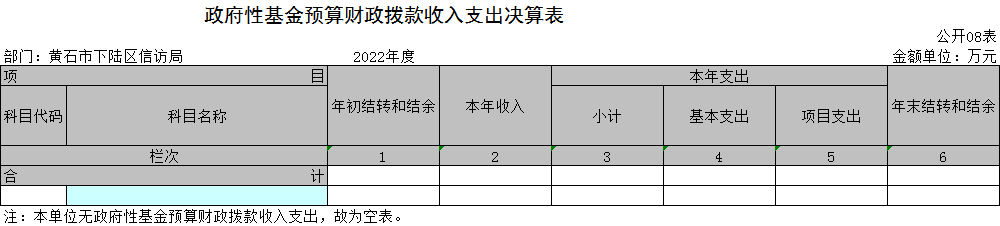 政府性基金预算财政拨款收入支出决算表
公开08表
部门：黄石市下陆区信访局 2022年度 金额单位：万元
项 目 年初结转和结余 本年收入 本年支出 年末结转和结余
科目代码 科目名称 小计 基本支出 项目支出
栏次 1 2 3 4 5 6
合 计
注：本单位无政府性基金预算财政拨款收入支出，故为空表。